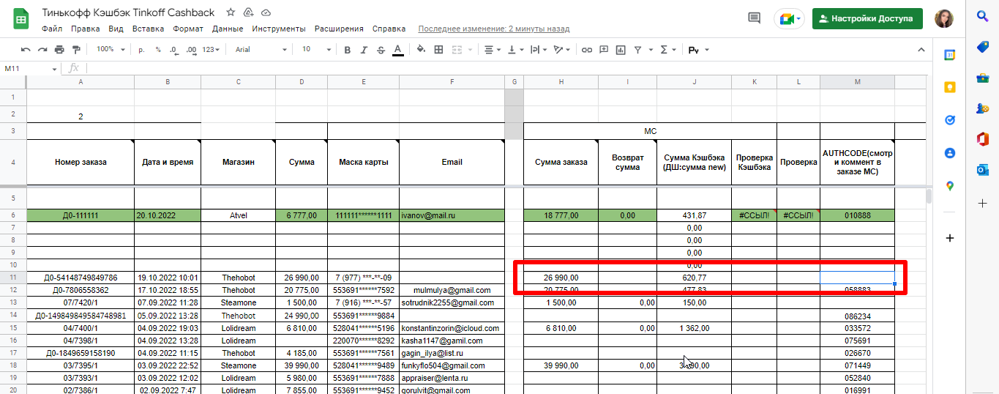 Тинькофф Кэшбэк Tinkoff Cashback
Файл Правка Вид Вставка Формат Данные Инструменты Расширения Справка Последнее изменение: 2 минуты назад
Настройки Доступа
100% р. % .0 .00 123 Arial 10 B I S A Ру
M11 fx
A B C D E F G H I J K L M
1
2 2
3 МС
4 Номер заказа Дата и время Магазин Сумма Маска карты Email Сумма заказа Возврат сумма Сумма Кэшбэка (ДШ:сумма new) Проверка Кэшбэка Проверка AUTHCODE(смотри коммент в заказе МС)
5
6 Д0-111111 20.10.2022 Atvel 6 777,00 111111******1111 ivanov@mail.ru 18 777,00 0,00 431,87 #ССЫЛ! #ССЫЛ! 010888
7 0,00
8 0,00
9 0,00
10 0,00
11 Д0-54148749849786 19.10.2022 10:01 Thehobot 26 990,00 7 (977) ***-**-09 26 990,00 620,77
12 Д0-7806558362 17.10.2022 18:55 Thehobot 20 775,00 553691******7592 mulmulya@gmail.com 20 775,00 477,83 058883
13 07/7420/1 07.09.2022 11:28 Steamone 1 500,00 7 (916) ***-**-57 sotrudnik2255@gmail.com 1 500,00 0,00 150,00
14 Д0-149849849584748981 05.09.2022 13:28 Thehobot 24 990,00 553691******9884 086234
15 04/7400/1 04.09.2022 19:03 Lolidream 6 810,00 528041******5196 konstantinzorin@icloud.com 6 810,00 0,00 1 362,00 033572
16 04/7398/1 04.09.2022 13:28 Lolidream 220070******8292 kasha1147@gamil.com 075691
17 Д0-1849659158190 04.09.2022 11:15 Thehobot 4 185,00 553691******7561 gagin_ilya@list.ru 026670
18 03/7395/1 03.09.2022 22:52 Steamone 39 990,00 528041******9489 funkyflo504@gmail.com 39 990,00 0,00 071449
19 03/7393/1 03.09.2022 12:02 Lolidream 5 980,00 553691******7888 appraiser@lenta.ru 052840
20 02/7386/1 02.09.2022 7:47 Lolidream 7 855,00 553691******9452 gorulvit@gmail.com 016991